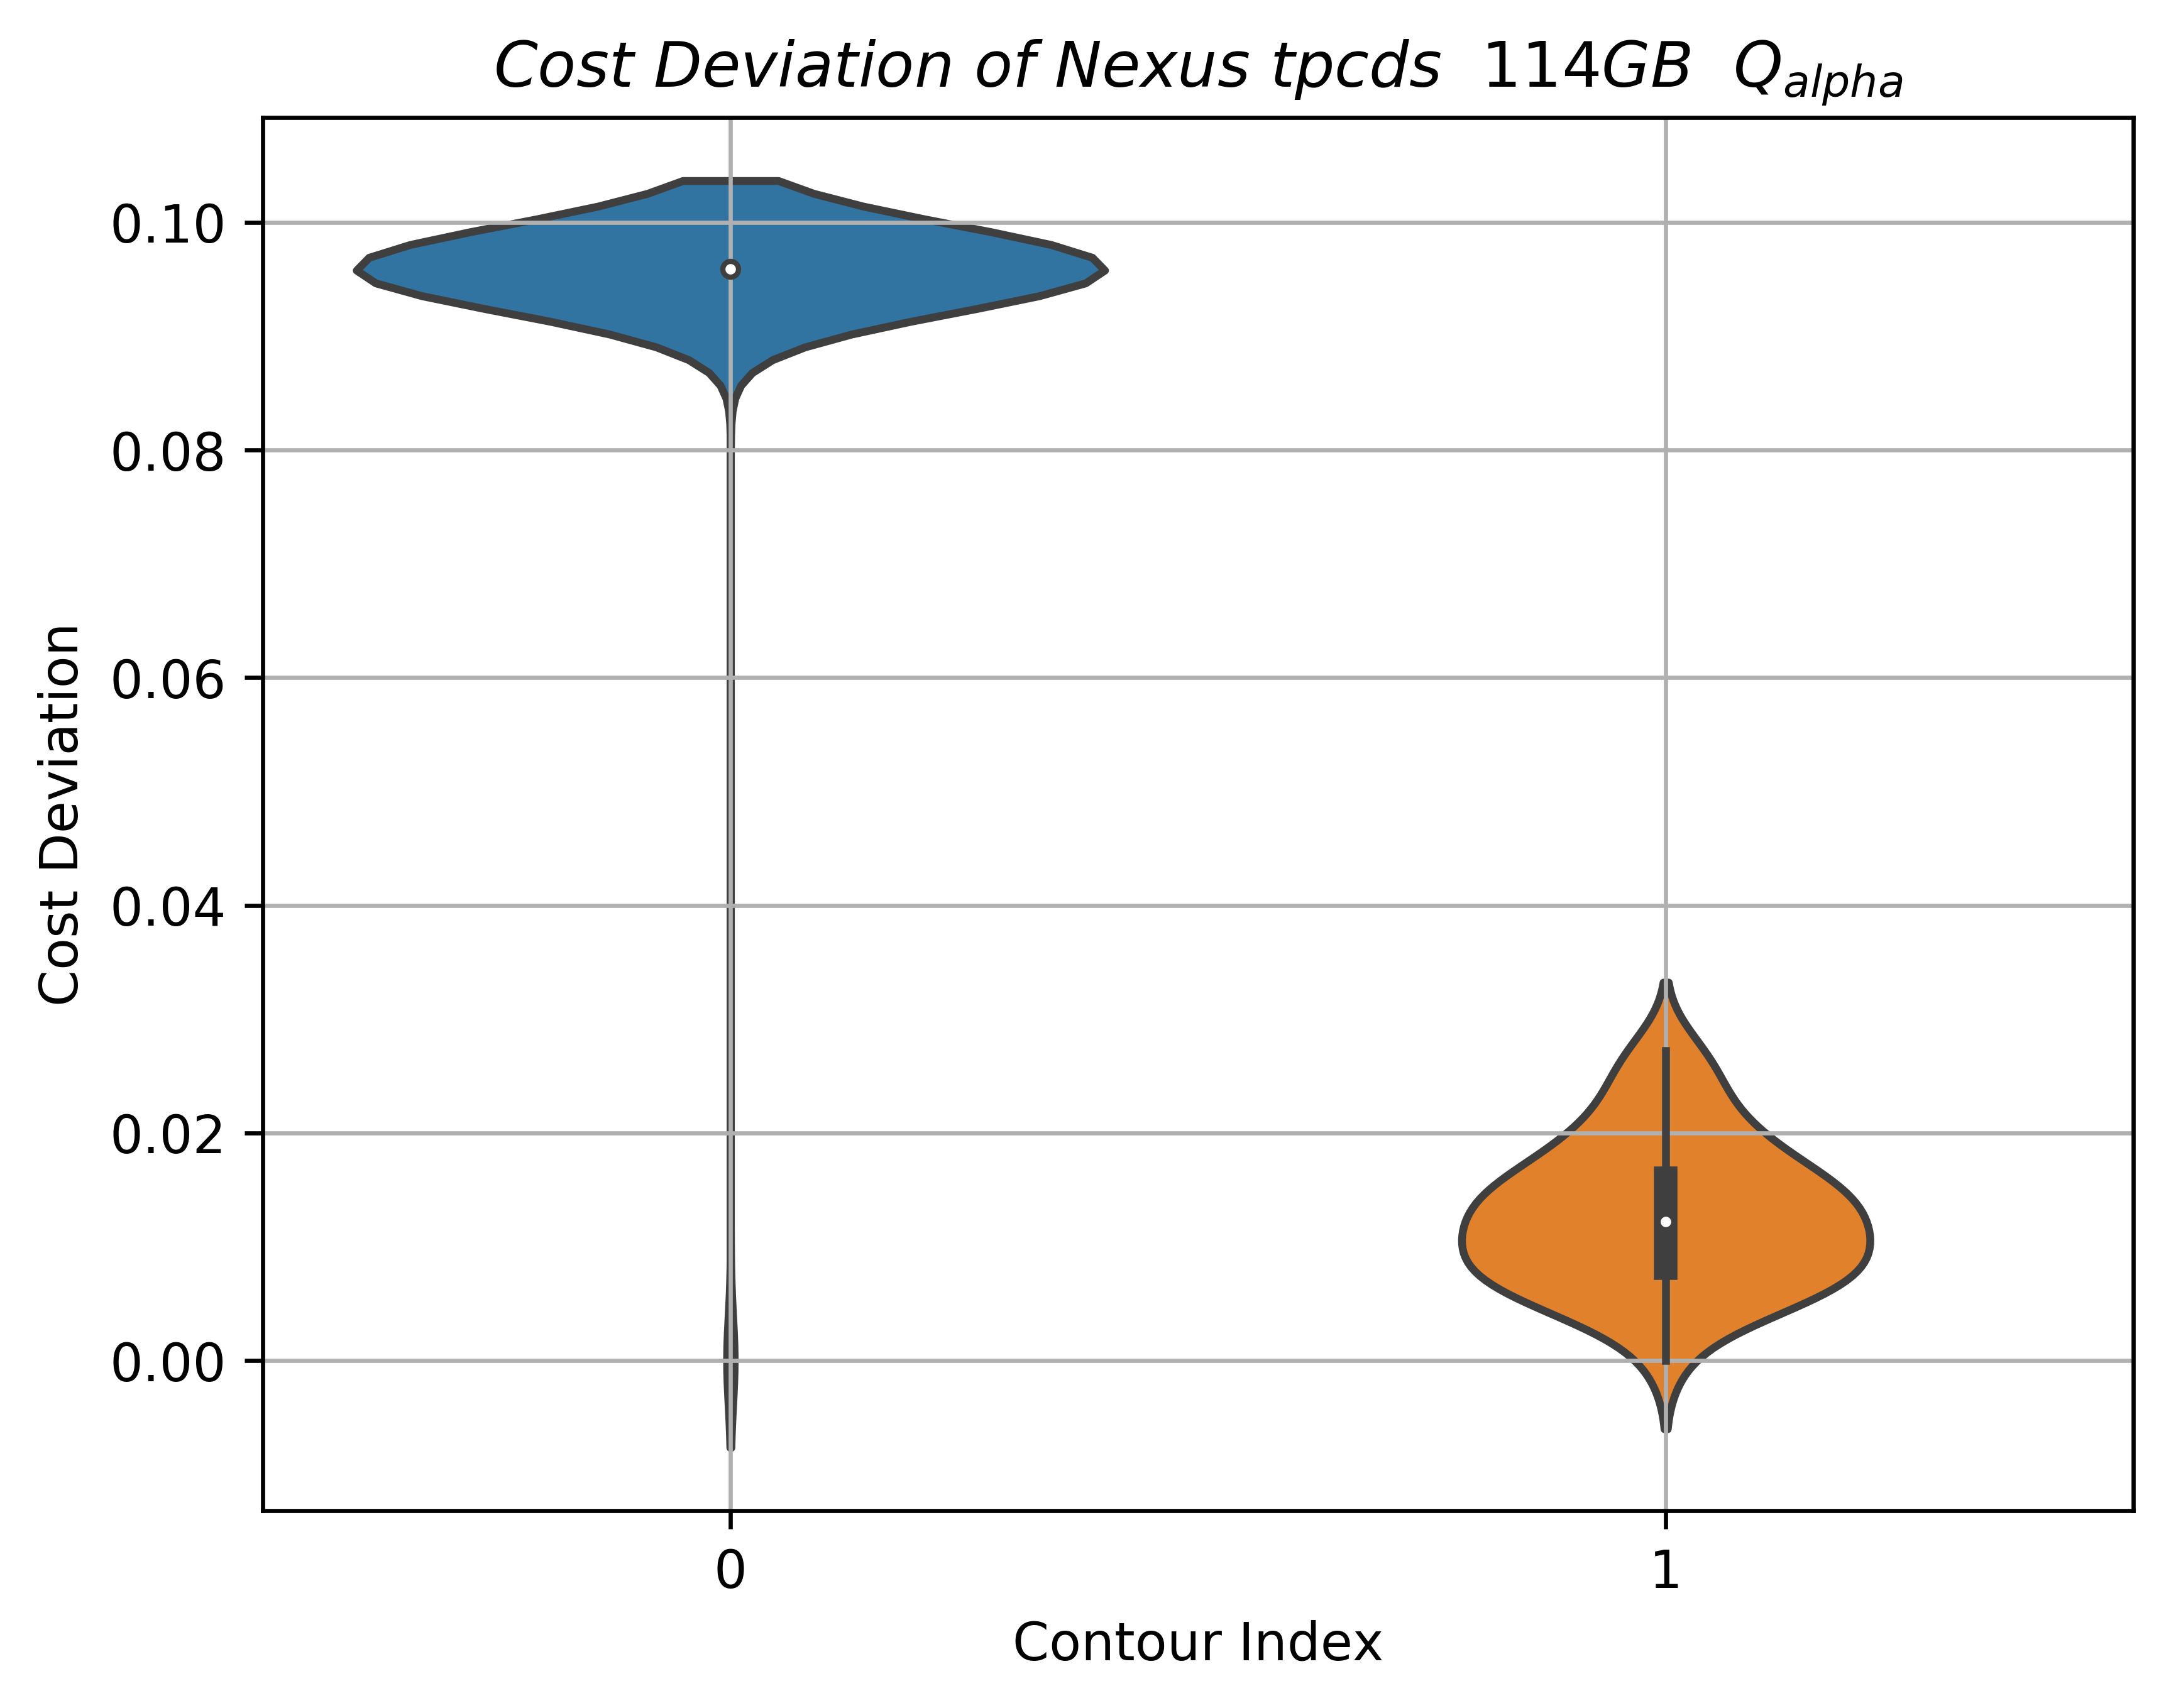 Cost Deviation of Nexus tpcds 114GB Q_alpha
0.10
0.08
0.06
0.04
0.02
0.00
Cost Deviation
0 1
Contour Index